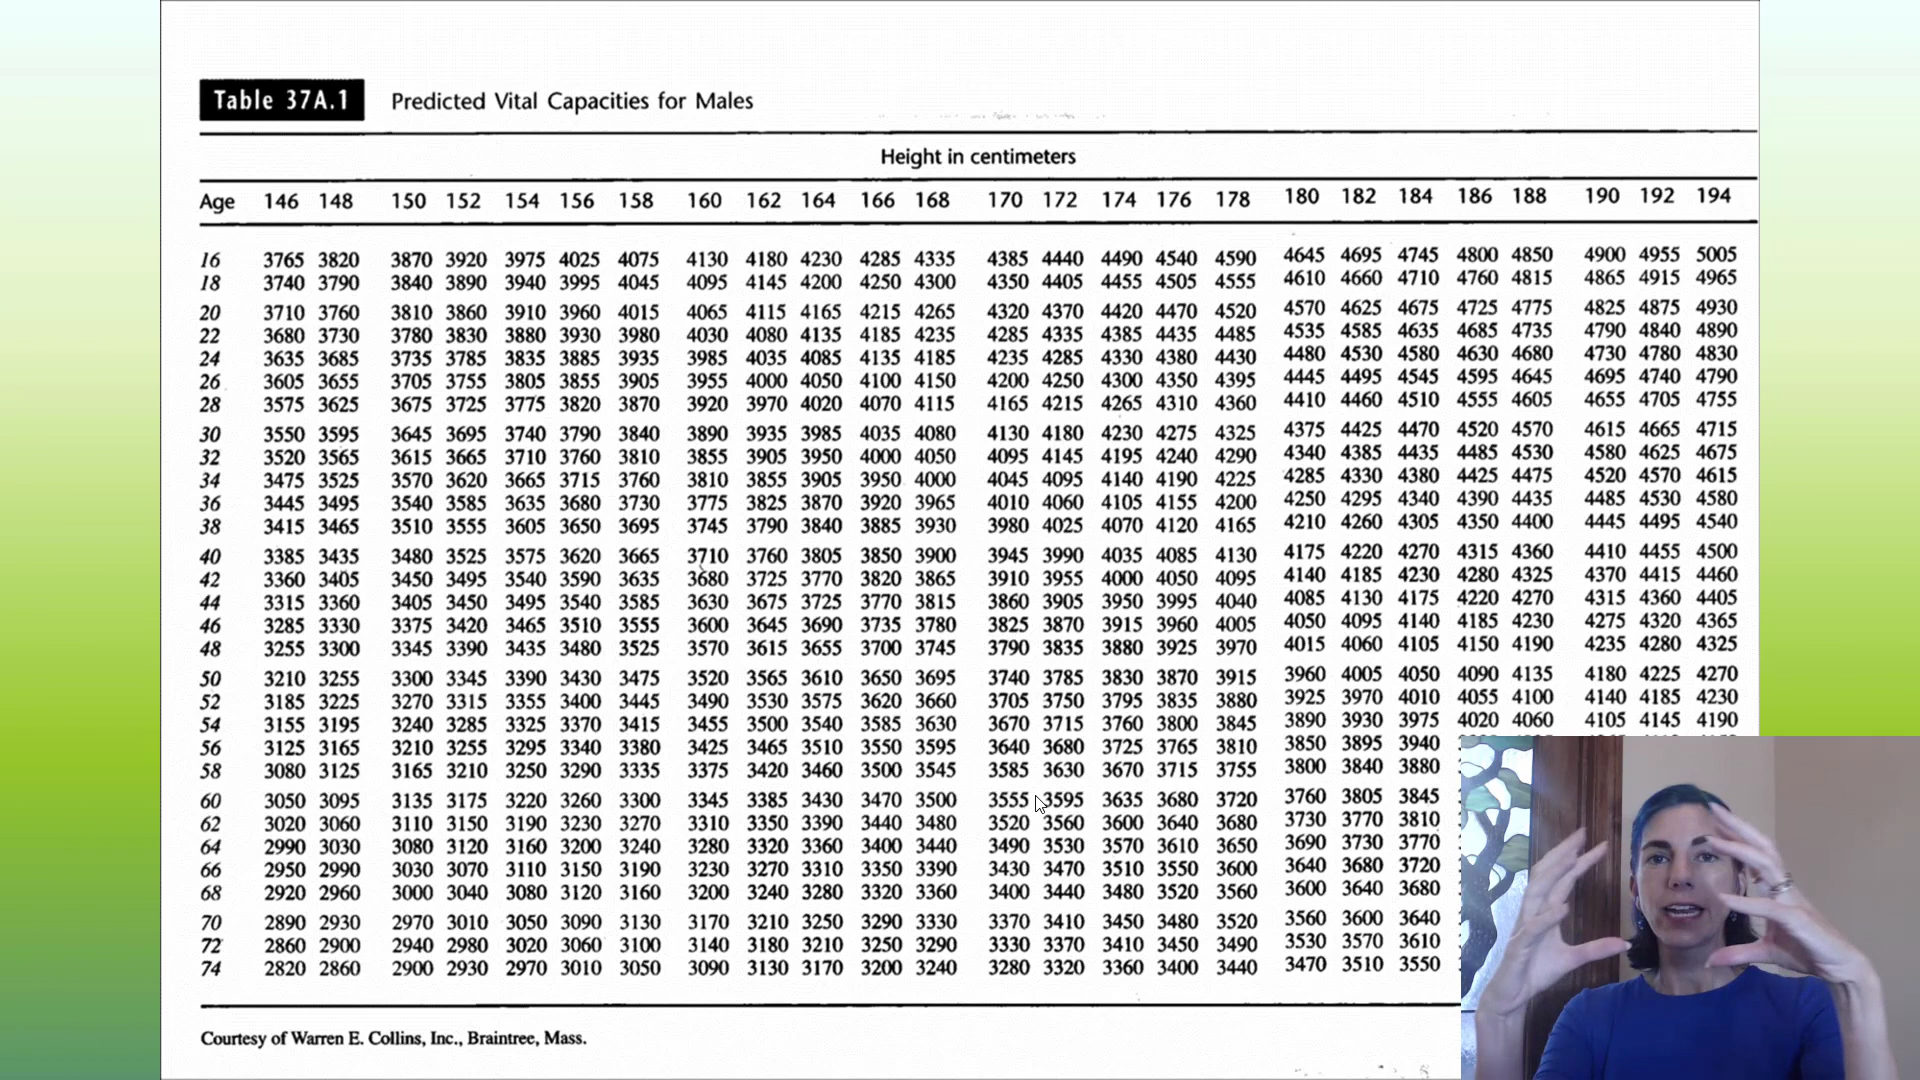 Table 37A.1 Predicted Vital Capacities for Males
Height in centimeters
Age 146 148 150 152 154 156 158 160 162 164 166 168 170 172 174 176 178 180 182 184 186 188 190 192 194
16 3765 3820 3870 3920 3975 4025 4075 4130 4180 4230 4285 4335 4385 4440 4490 4540 4590 4645 4695 4745 4800 4850 4900 4955 5005
18 3740 3790 3840 3890 3940 3995 4045 4095 4145 4200 4250 4300 4350 4405 4455 4505 4555 4610 4660 4710 4760 4815 4865 4915 4965
20 3710 3760 3810 3860 3910 3960 4015 4065 4115 4165 4215 4265 4320 4370 4420 4470 4520 4570 4625 4675 4725 4775 4825 4875 4930
22 3680 3730 3780 3830 3880 3930 3980 4030 4080 4135 4185 4235 4285 4335 4385 4435 4485 4535 4585 4635 4685 4735 4790 4840 4890
24 3635 3685 3735 3785 3835 3885 3935 3985 4035 4085 4135 4185 4235 4285 4330 4380 4430 4480 4530 4580 4630 4680 4730 4780 4830
26 3605 3655 3705 3755 3805 3855 3905 3955 4000 4050 4100 4150 4200 4250 4300 4350 4395 4445 4495 4545 4595 4645 4695 4740 4790
28 3575 3625 3675 3725 3775 3820 3870 3920 3970 4020 4070 4115 4165 4215 4265 4310 4360 4410 4460 4510 4555 4605 4655 4705 4755
30 3550 3595 3645 3695 3740 3790 3840 3890 3935 3985 4035 4080 4130 4180 4230 4275 4325 4375 4425 4470 4520 4570 4615 4665 4715
32 3520 3565 3615 3665 3710 3760 3810 3855 3905 3950 4000 4050 4095 4145 4195 4240 4290 4340 4385 4435 4485 4530 4580 4625 4675
34 3475 3525 3570 3620 3665 3715 3760 3810 3855 3905 3950 4000 4045 4095 4140 4190 4225 4285 4330 4380 4425 4475 4520 4570 4615
36 3445 3495 3540 3585 3635 3680 3730 3775 3825 3870 3920 3965 4010 4060 4105 4155 4200 4250 4295 4340 4390 4435 4485 4530 4580
38 3415 3465 3510 3555 3605 3650 3695 3745 3790 3840 3885 3930 3980 4025 4070 4120 4165 4210 4260 4305 4350 4400 4445 4495 4540
40 3385 3435 3480 3525 3575 3620 3665 3710 3760 3805 3850 3900 3945 3990 4035 4085 4130 4175 4220 4270 4315 4360 4410 4455 4500
42 3360 3405 3450 3495 3540 3590 3635 3680 3725 3770 3820 3865 3910 3955 4000 4050 4095 4140 4185 4230 4280 4325 4370 4415 4460
44 3315 3360 3405 3450 3495 3540 3585 3630 3675 3725 3770 3815 3860 3905 3950 3995 4040 4085 4130 4175 4220 4270 4315 4360 4405
46 3285 3330 3375 3420 3465 3510 3555 3600 3645 3690 3735 3780 3825 3870 3915 3960 4005 4050 4095 4140 4185 4230 4275 4320 4365
48 3255 3300 3345 3390 3435 3480 3525 3570 3615 3655 3700 3745 3790 3835 3880 3925 3970 4015 4060 4105 4150 4190 4235 4280 4325
50 3210 3255 3300 3345 3390 3430 3475 3520 3565 3610 3650 3695 3740 3785 3830 3870 3915 3960 4005 4050 4090 4135 4180 4225 4270
52 3185 3225 3270 3315 3355 3400 3445 3490 3530 3575 3620 3660 3705 3750 3795 3835 3880 3925 3970 4010 4055 4100 4140 4185 4230
54 3155 3195 3240 3285 3325 3370 3415 3455 3500 3540 3585 3630 3670 3715 3760 3800 3845 3890 3930 3975 4020 4060 4105 4145 4190
56 3125 3165 3210 3255 3295 3340 3380 3425 3465 3510 3550 3595 3640 3680 3725 3765 3810 3850 3895 3940
58 3080 3125 3165 3210 3250 3290 3335 3375 3420 3460 3500 3545 3585 3630 3670 3715 3755 3800 3840 3880
60 3050 3095 3135 3175 3220 3260 3300 3345 3385 3430 3470 3500 3555 3595 3635 3680 3720 3760 3805 3845
62 3020 3060 3110 3150 3190 3230 3270 3310 3350 3390 3440 3480 3520 3560 3600 3640 3680 3730 3770 3810
64 2990 3030 3080 3120 3160 3200 3240 3280 3320 3360 3400 3440 3490 3530 3570 3610 3650 3690 3730 3770
66 2950 2990 3030 3070 3110 3150 3190 3230 3270 3310 3350 3390 3430 3470 3510 3550 3600 3640 3680 3720
68 2920 2960 3000 3040 3080 3120 3160 3200 3240 3280 3320 3360 3400 3440 3480 3520 3560 3600 3640 3680
70 2890 2930 2970 3010 3050 3090 3130 3170 3210 3250 3290 3330 3370 3410 3450 3480 3520 3560 3600 3640
72 2860 2900 2940 2980 3020 3060 3100 3140 3180 3210 3250 3290 3330 3370 3410 3450 3490 3530 3570 3610
74 2820 2860 2900 2930 2970 3010 3050 3090 3130 3170 3200 3240 3280 3320 3360 3400 3440 3470 3510 3550
Courtesy of Warren E. Collins, Inc., Braintree, Mass.